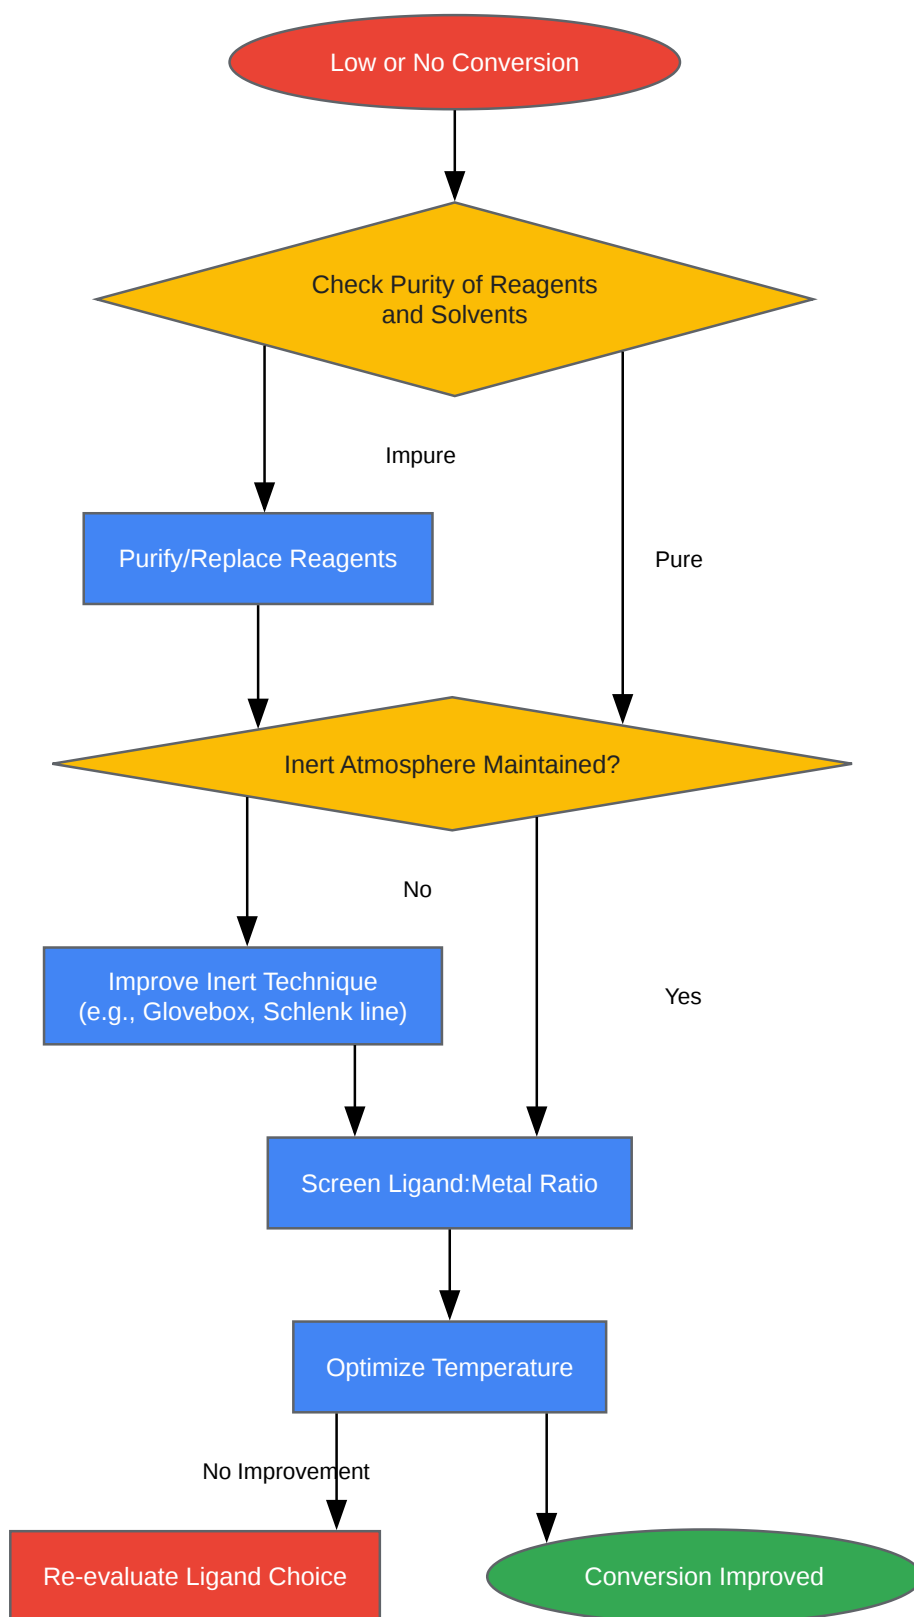 Low or No Conversion
Check Purity of Reagents
and Solvents
Impure
Purify/Replace Reagents
Pure
Inert Atmosphere Maintained?
No
Improve Inert Technique
(e.g., Glovebox, Schlenk line)
Yes
Screen Ligand:Metal Ratio
Optimize Temperature
No Improvement
Re-evaluate Ligand Choice
Conversion Improved